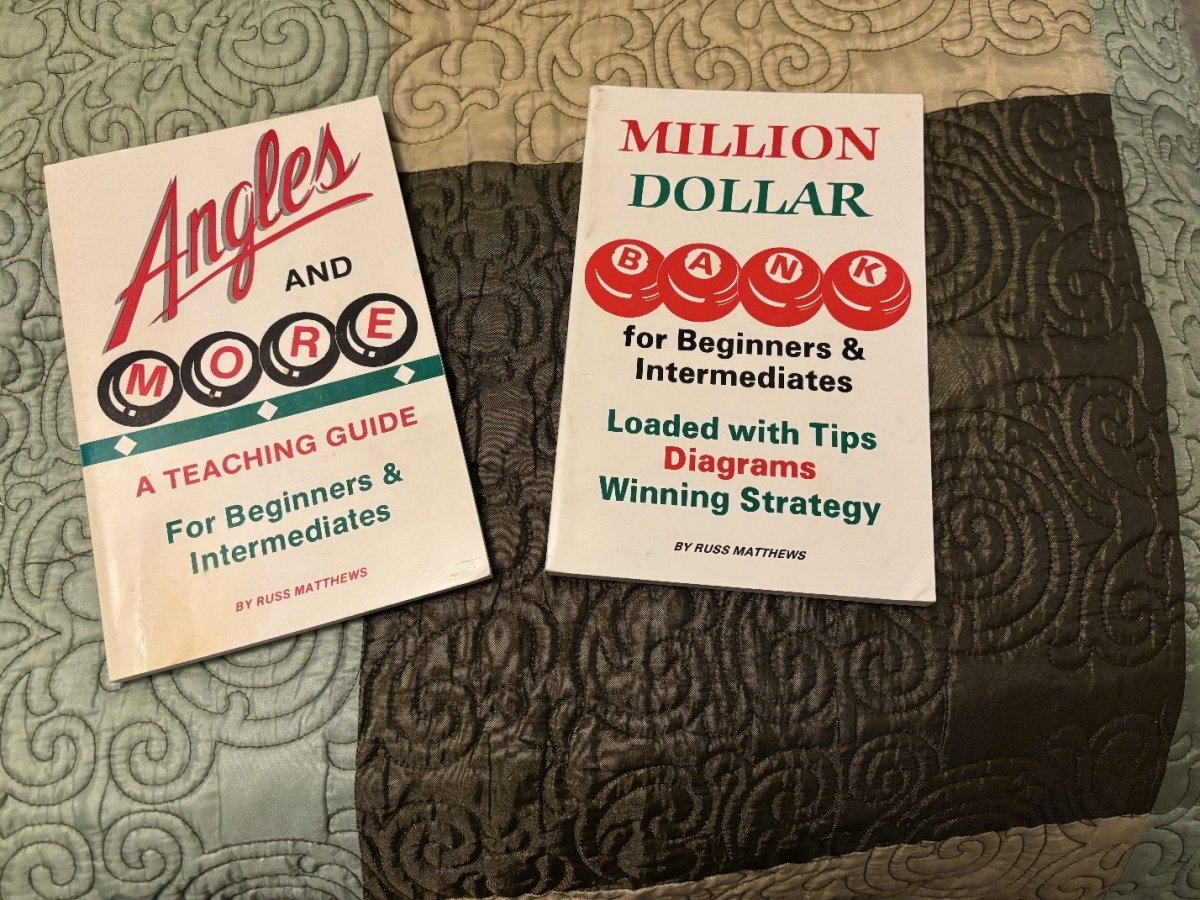 Angles
AND
MORE
A TEACHING GUIDE
For Beginners &
Intermediates
BY RUSS MATTHEWS
MILLION
DOLLAR
BANK
for Beginners &
Intermediates
Loaded with Tips
Diagrams
Winning Strategy
BY RUSS MATTHEWS